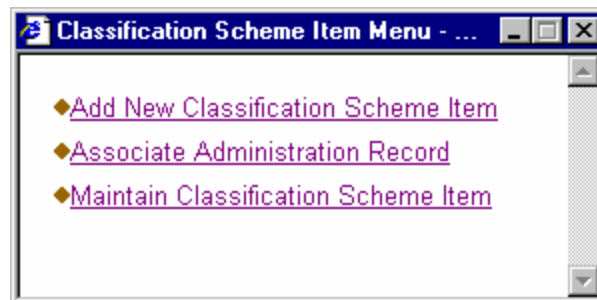 Classification Scheme Item Menu - ...
Add New Classification Scheme Item
Associate Administration Record
Maintain Classification Scheme Item